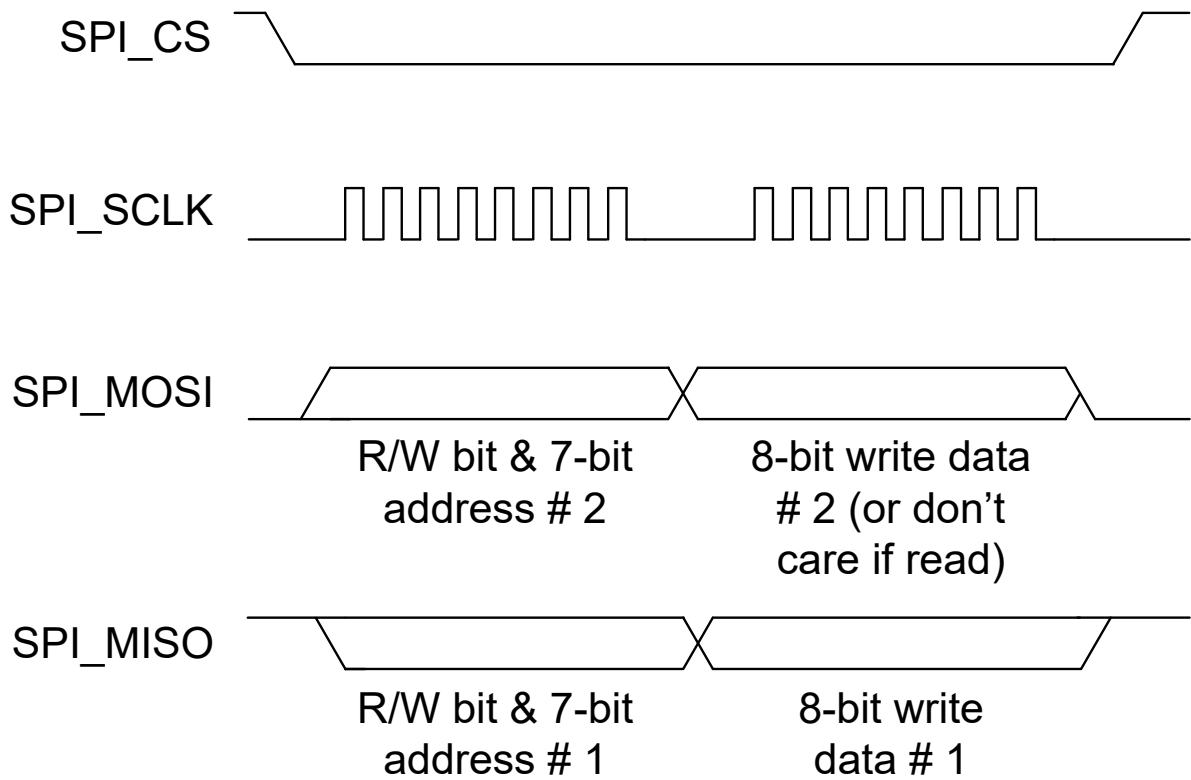 SPI_CS
SPI_SCLK
SPI_MOSI
R/W bit & 7-bit
address # 2
8-bit write data
# 2 (or don’t
care if read)
SPI_MISO
R/W bit & 7-bit
address # 1
8-bit write
data # 1